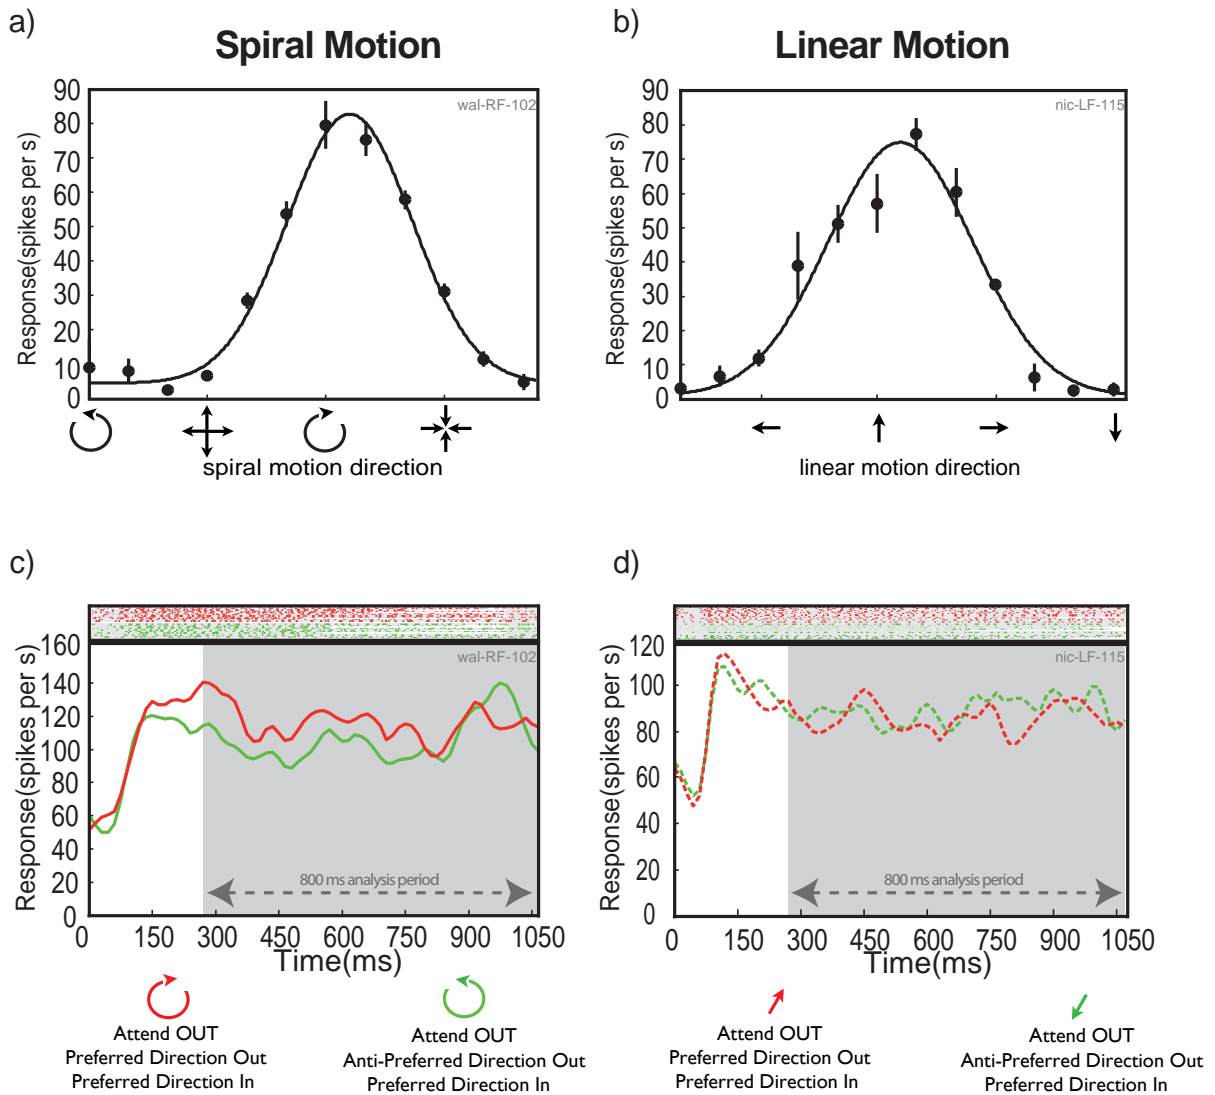 a)
Spiral Motion
b)
Linear Motion
Response(spikes per s)
90
80
70
60
50
40
30
20
10
0
wal-RF-102
spiral motion direction
Response(spikes per s)
90
80
70
60
50
40
30
20
10
0
nic-LF-115
linear motion direction
c)
Response(spikes per s)
160
140
120
100
80
60
40
20
0
wal-RF-102
800 ms analysis period
0 150 300 450 600 750 900 1050
Time(ms)
d)
Response(spikes per s)
120
100
80
60
40
20
0
nic-LF-115
800 ms analysis period
0 150 300 450 600 750 900 1050
Time(ms)
Attend OUT
Preferred Direction Out
Preferred Direction In
Attend OUT
Anti-Preferred Direction Out
Preferred Direction In
Attend OUT
Preferred Direction Out
Preferred Direction In
Attend OUT
Anti-Preferred Direction Out
Preferred Direction In